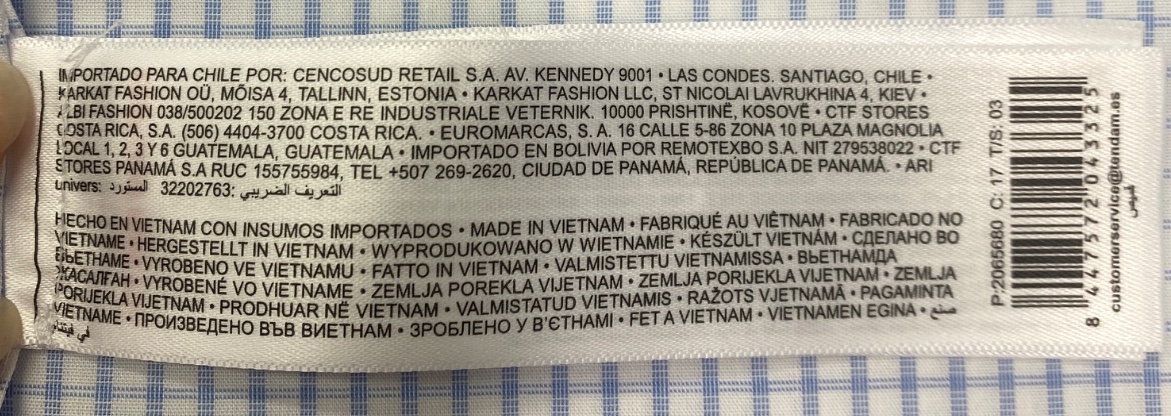 IMPORTADO PARA CHILE POR: CENCOSUD RETAIL S.A. AV. KENNEDY 9001 • LAS CONDES. SANTIAGO, CHILE •
KARKAT FASHION OÜ, MÕISA 4, TALLINN, ESTONIA • KARKAT FASHION LLC, ST NICOLAI LAVRUKHINA 4, KIEV •
ALBI FASHION 038/500202 150 ZONA E RE INDUSTRIALE VETERNIK. 10000 PRISHTINË, KOSOVË • CTF STORES
COSTA RICA, S.A. (506) 4404-3700 COSTA RICA. • EUROMARCAS, S. A. 16 CALLE 5-86 ZONA 10 PLAZA MAGNOLIA
LOCAL 1, 2, 3 Y 6 GUATEMALA, GUATEMALA • IMPORTADO EN BOLIVIA POR REMOTEXBO S.A. NIT 279538022 • CTF
STORES PANAMÁ S.A RUC 155755984, TEL +507 269-2620, CIUDAD DE PANAMÁ, REPÚBLICA DE PANAMÁ. • ARI
univers: المستورد 32202763: التعريف الضريبي
HECHO EN VIETNAM CON INSUMOS IMPORTADOS • MADE IN VIETNAM • FABRIQUÉ AU VIÊTNAM • FABRICADO NO
VIETNAME • HERGESTELLT IN VIETNAM • WYPRODUKOWANO W WIETNAMIE • KÉSZÜLT VIETNÁM • СДЕЛАНО ВО
ВЬЕТНАМЕ • VYROBENO VE VIETNAMU • FATTO IN VIETNAM • VALMISTETTU VIETNAMISSA • ВЬЕТНАМДА
ЖАСАЛҒАН • VYROBENÉ VO VIETNAME • ZEMLJA POREKLA VIJETNAM • ZEMLJA PORIJEKLA VIJETNAM • ZEMLJA
PORIJEKLA VIJETNAM • PRODHUAR NË VIETNAM • VALMISTATUD VIETNAMIS • RAŽOTS VJETNAMĀ • PAGAMINTA
VIETNAME • ПРОИЗВЕДЕНО ВЪВ ВИЕТНАМ • ЗРОБЛЕНО У В'ЄТНАМІ • FET A VIETNAM • VIETNAMEN EGINA • صنع
في فيتنام
P:2065680 C: 17 T/S: 03
8 447572 043325
customerservice@tendam.es
قميص